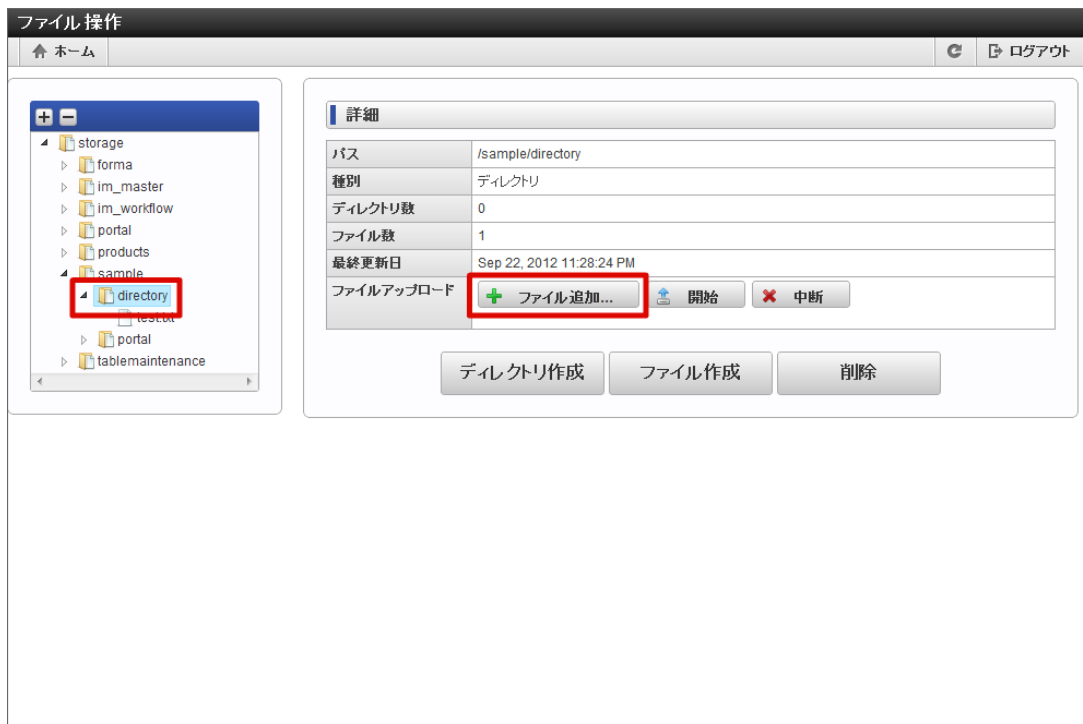 ファイル操作
ホーム
ログアウト
storage
forma
im_master
im_workflow
portal
products
sample
directory
test.txt
portal
tablemaintenance
詳細
パス /sample/directory
種別 ディレクトリ
ディレクトリ数 0
ファイル数 1
最終更新日 Sep 22, 2012 11:28:24 PM
ファイルアップロード ファイル追加... 開始 中断
ディレクトリ作成 ファイル作成 削除